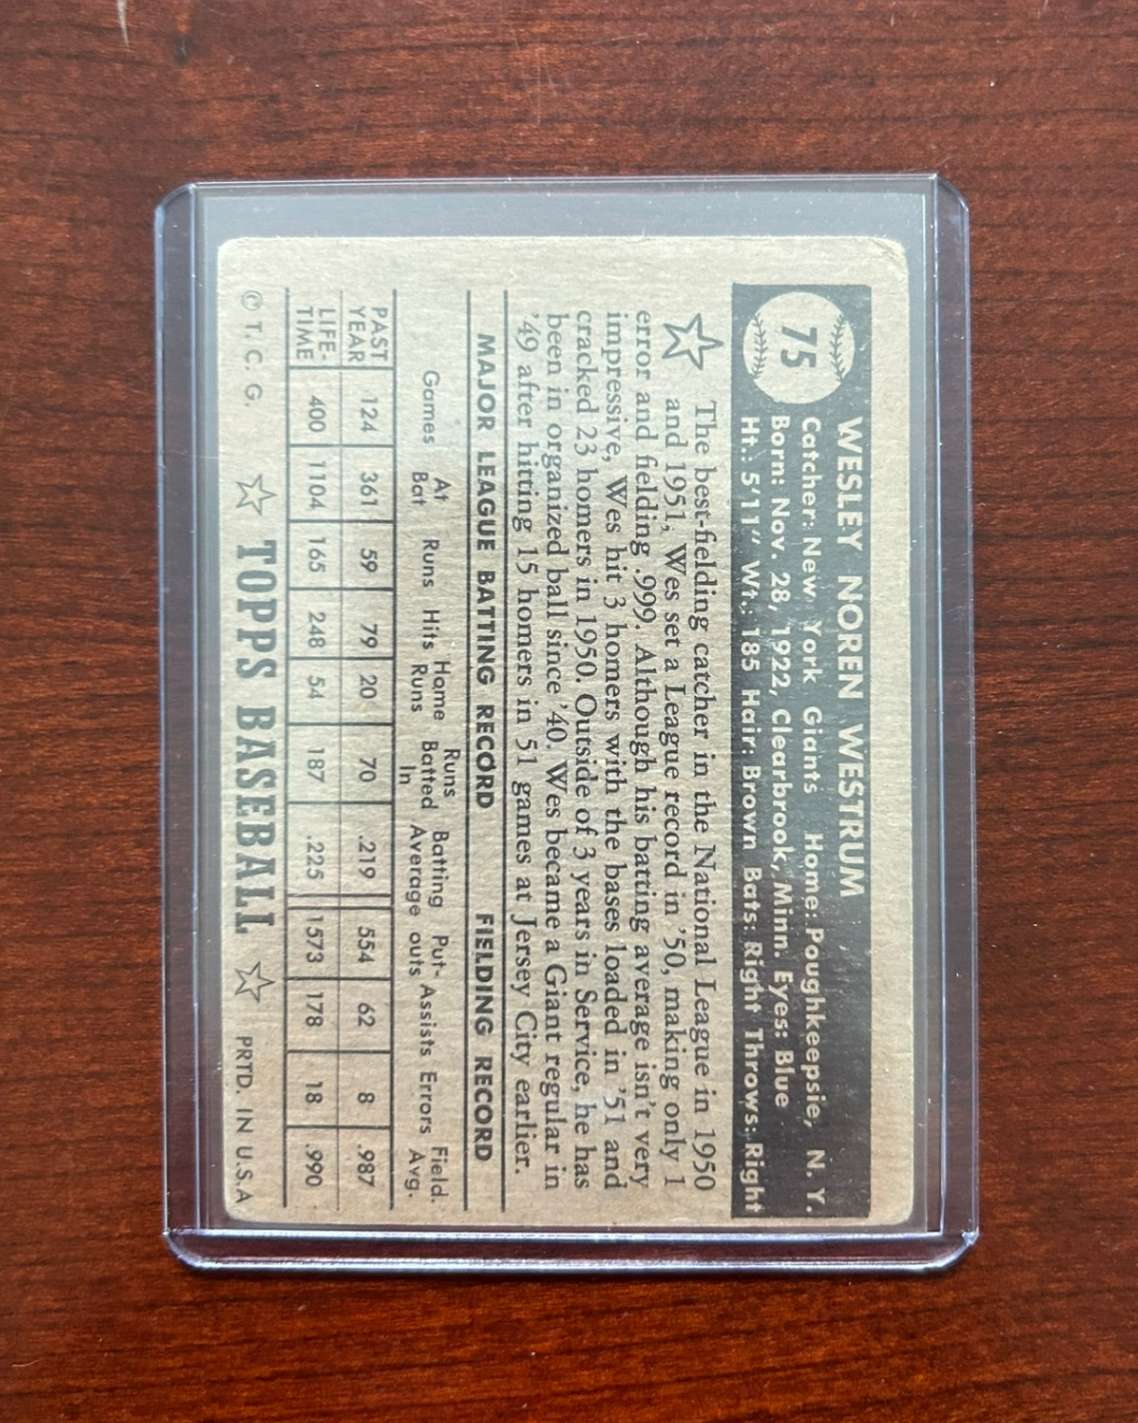 75
WESLEY NOREN WESTRUM
Catcher: New York Giants Home: Poughkeepsie, N. Y.
Born: Nov. 28, 1922, Clearbrook, Minn. Eyes: Blue
Ht.: 5'11" Wt.: 185 Hair: Brown Bats: Right Throws: Right
The best-fielding catcher in the National League in 1950
and 1951, Wes set a League record in '50, making only 1
error and fielding .999. Although his batting average isn't very
impressive, Wes hit 3 homers with the bases loaded in '51 and
cracked 23 homers in 1950. Outside of 3 years in Service, he has
been in organized ball since '40. Wes became a Giant regular in
'49 after hitting 15 homers in 51 games at Jersey City earlier.
MAJOR LEAGUE BATTING RECORD FIELDING RECORD
Games At Bat Runs Hits Home Runs Runs Batted In Batting Average Put-outs Assists Errors Field. Avg.
PAST YEAR 124 361 59 79 20 70 .219 554 62 8 .987
LIFE-TIME 400 1104 165 248 54 187 .225 1573 178 18 .990
© T. C. G. TOPPS BASEBALL PRTD. IN U.S.A